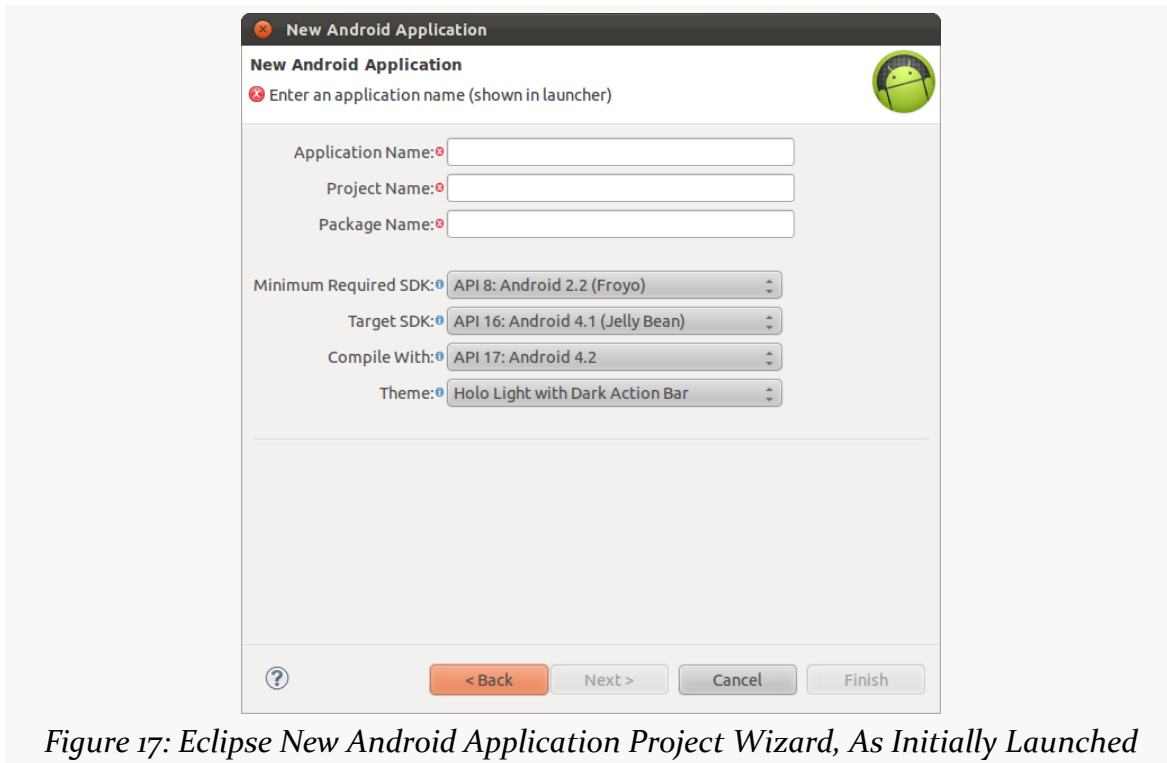 New Android Application
New Android Application
Enter an application name (shown in launcher)
Application Name:
Project Name:
Package Name:
Minimum Required SDK: API 8: Android 2.2 (Froyo)
Target SDK: API 16: Android 4.1 (Jelly Bean)
Compile With: API 17: Android 4.2
Theme: Holo Light with Dark Action Bar
? < Back Next > Cancel Finish
Figure 17: Eclipse New Android Application Project Wizard, As Initially Launched